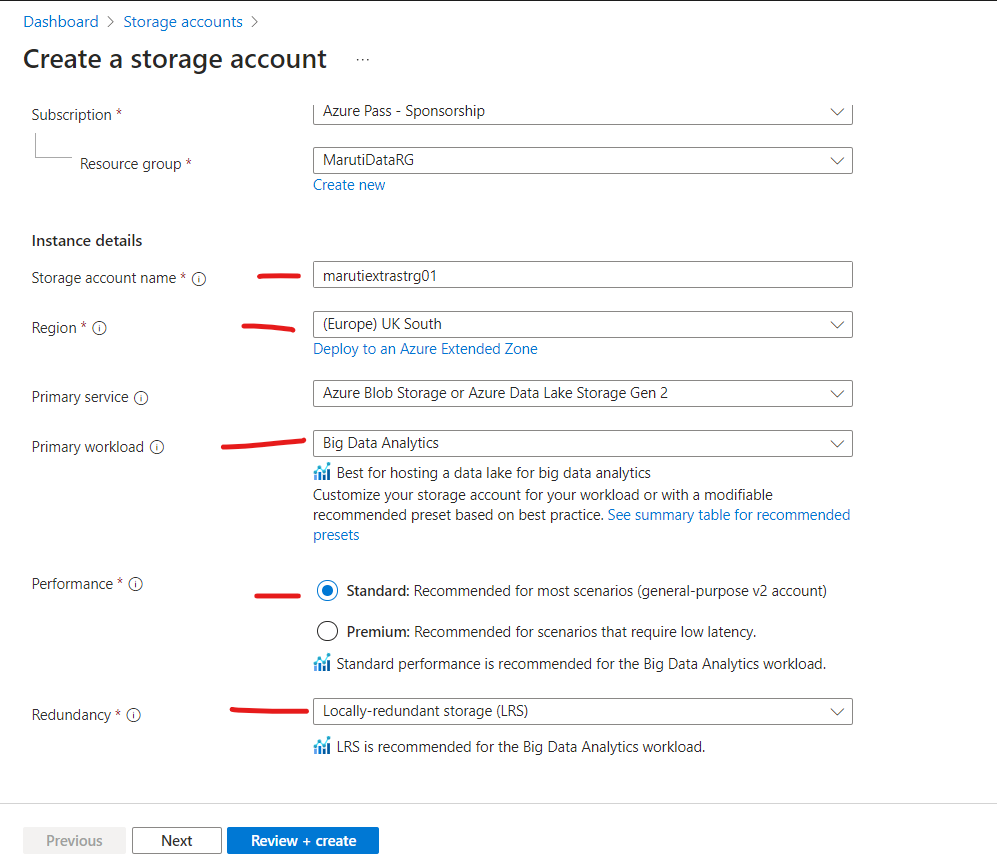 Dashboard > Storage accounts >
Create a storage account ...
Subscription *
Azure Pass - Sponsorship
Resource group *
MarutiDataRG
Create new
Instance details
Storage account name *
marutiextrastrg01
Region *
(Europe) UK South
Deploy to an Azure Extended Zone
Primary service
Azure Blob Storage or Azure Data Lake Storage Gen 2
Primary workload
Big Data Analytics
Best for hosting a data lake for big data analytics
Customize your storage account for your workload or with a modifiable
recommended preset based on best practice. See summary table for recommended
presets
Performance *
Standard: Recommended for most scenarios (general-purpose v2 account)
Premium: Recommended for scenarios that require low latency.
Standard performance is recommended for the Big Data Analytics workload.
Redundancy *
Locally-redundant storage (LRS)
LRS is recommended for the Big Data Analytics workload.
Previous
Next
Review + create